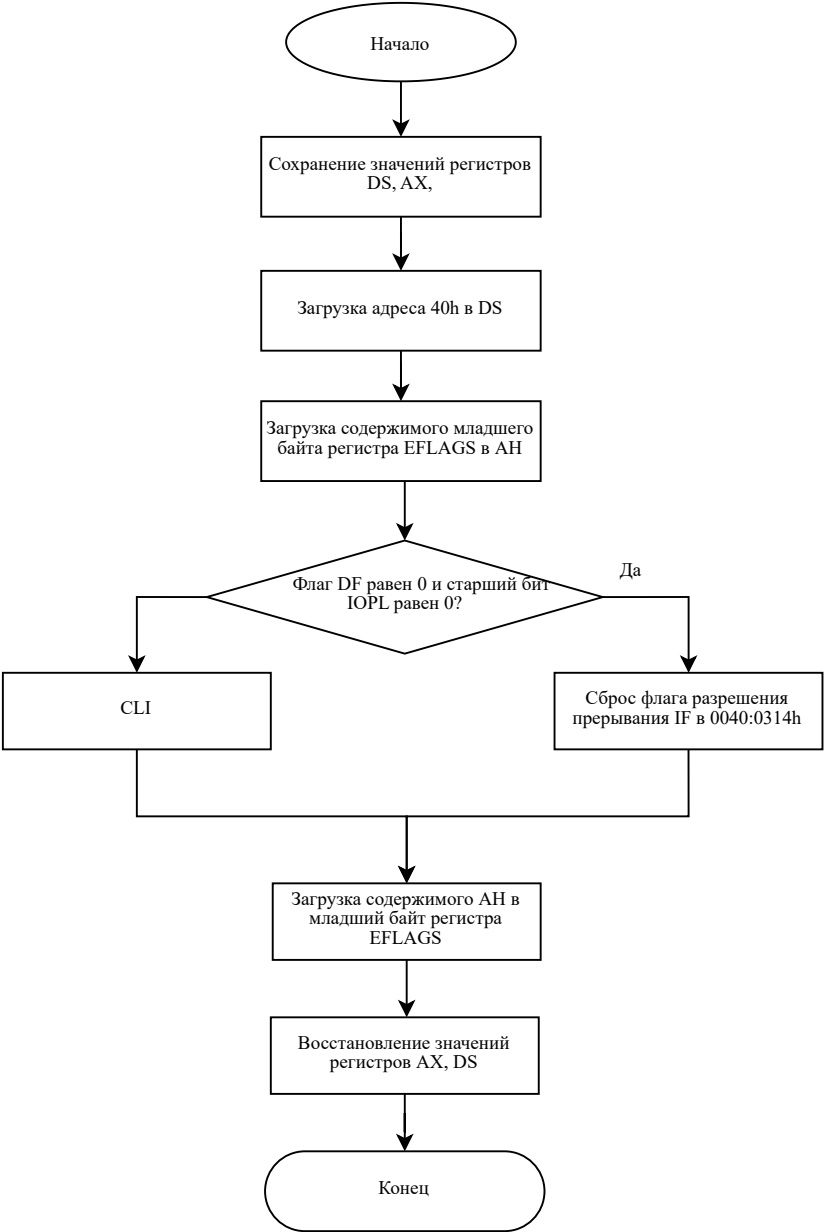 Начало
Сохранение значений регистров
DS, AX,
Загрузка адреса 40h в DS
Загрузка содержимого младшего
байта регистра EFLAGS в AH
Флаг DF равен 0 и старший бит
IOPL равен 0?
Да
CLI
Сброс флага разрешения
прерывания IF в 0040:0314h
Загрузка содержимого AH в
младший байт регистра
EFLAGS
Восстановление значений
регистров AX, DS
Конец